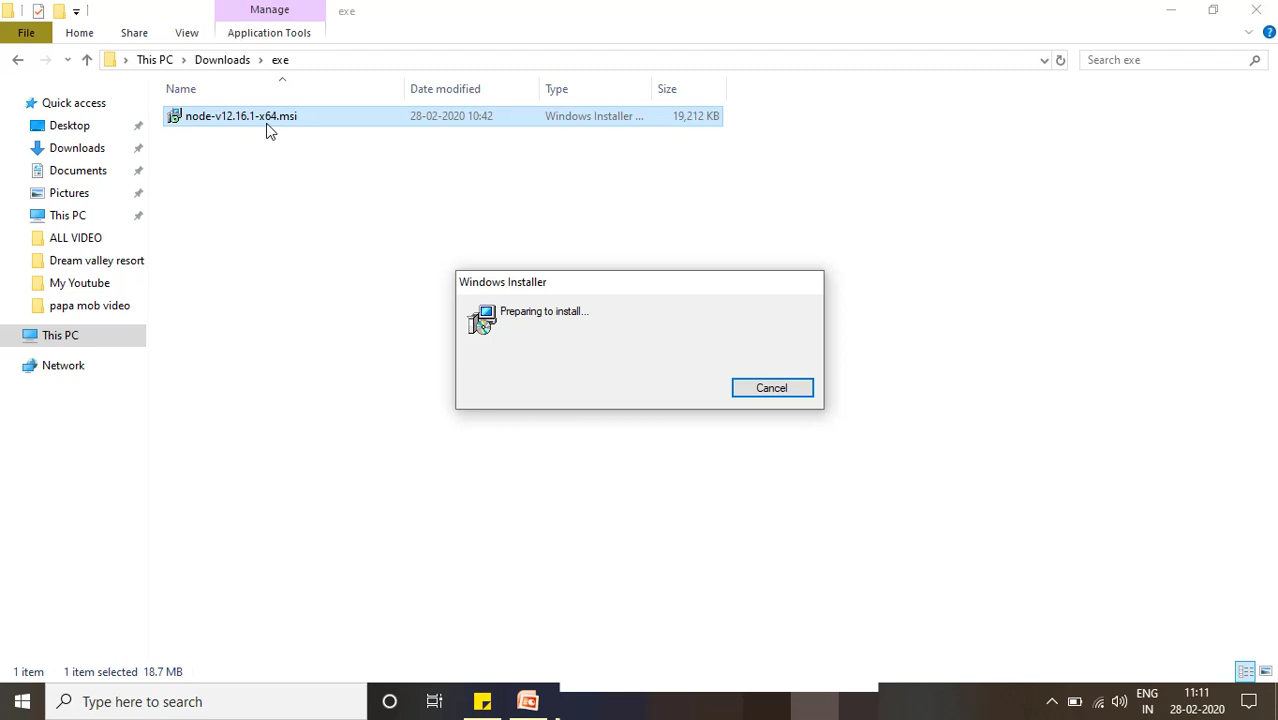 Manage
exe
File
Home
Share
View
Application Tools
This PC
Downloads
exe
Search exe
Name
Date modified
Type
Size
node-v12.16.1-x64.msi
28-02-2020 10:42
Windows Installer ...
19,212 KB
Quick access
Desktop
Downloads
Documents
Pictures
This PC
ALL VIDEO
Dream valley resort
My Youtube
papa mob video
This PC
Network
Windows Installer
Preparing to install...
Cancel
1 item
1 item selected 18.7 MB
Type here to search
ENG
IN
11:11
28-02-2020